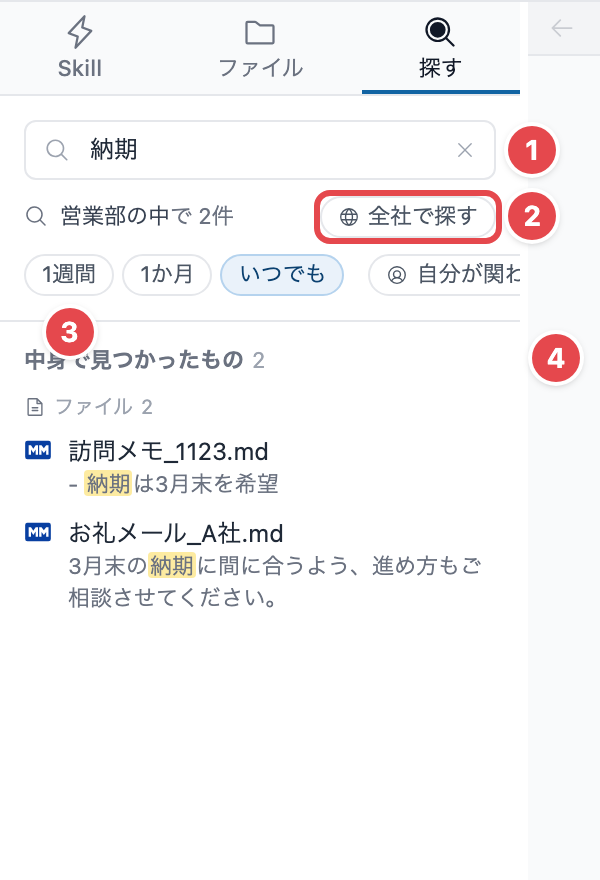 Skill
ファイル
探す
納期
1
営業部の中で 2件
全社で探す
2
1週間
1か月
いつでも
自分が関わ
3
中身で見つかったもの 2
4
ファイル 2
訪問メモ_1123.md
- 納期は3月末を希望
お礼メール_A社.md
3月末の納期に間に合うよう、進め方もご
相談させてください。